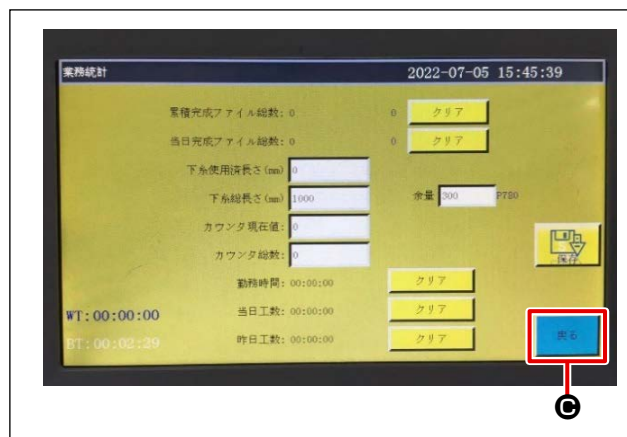 業務統計 2022-07-05 15:45:39
累積完成ファイル総数: 0 0 クリア
当日完成ファイル総数: 0 0 クリア
下糸使用済長さ(mm) 0
下糸総長さ(mm) 1000 余量 300 P780
カウンタ現在値: 0
カウンタ総数: 0
保存
勤務時間: 00:00:00 クリア
WT:00:00:00 当日工数: 00:00:00 クリア
BT:00:02:29 昨日工数: 00:00:00 クリア 戻る
C